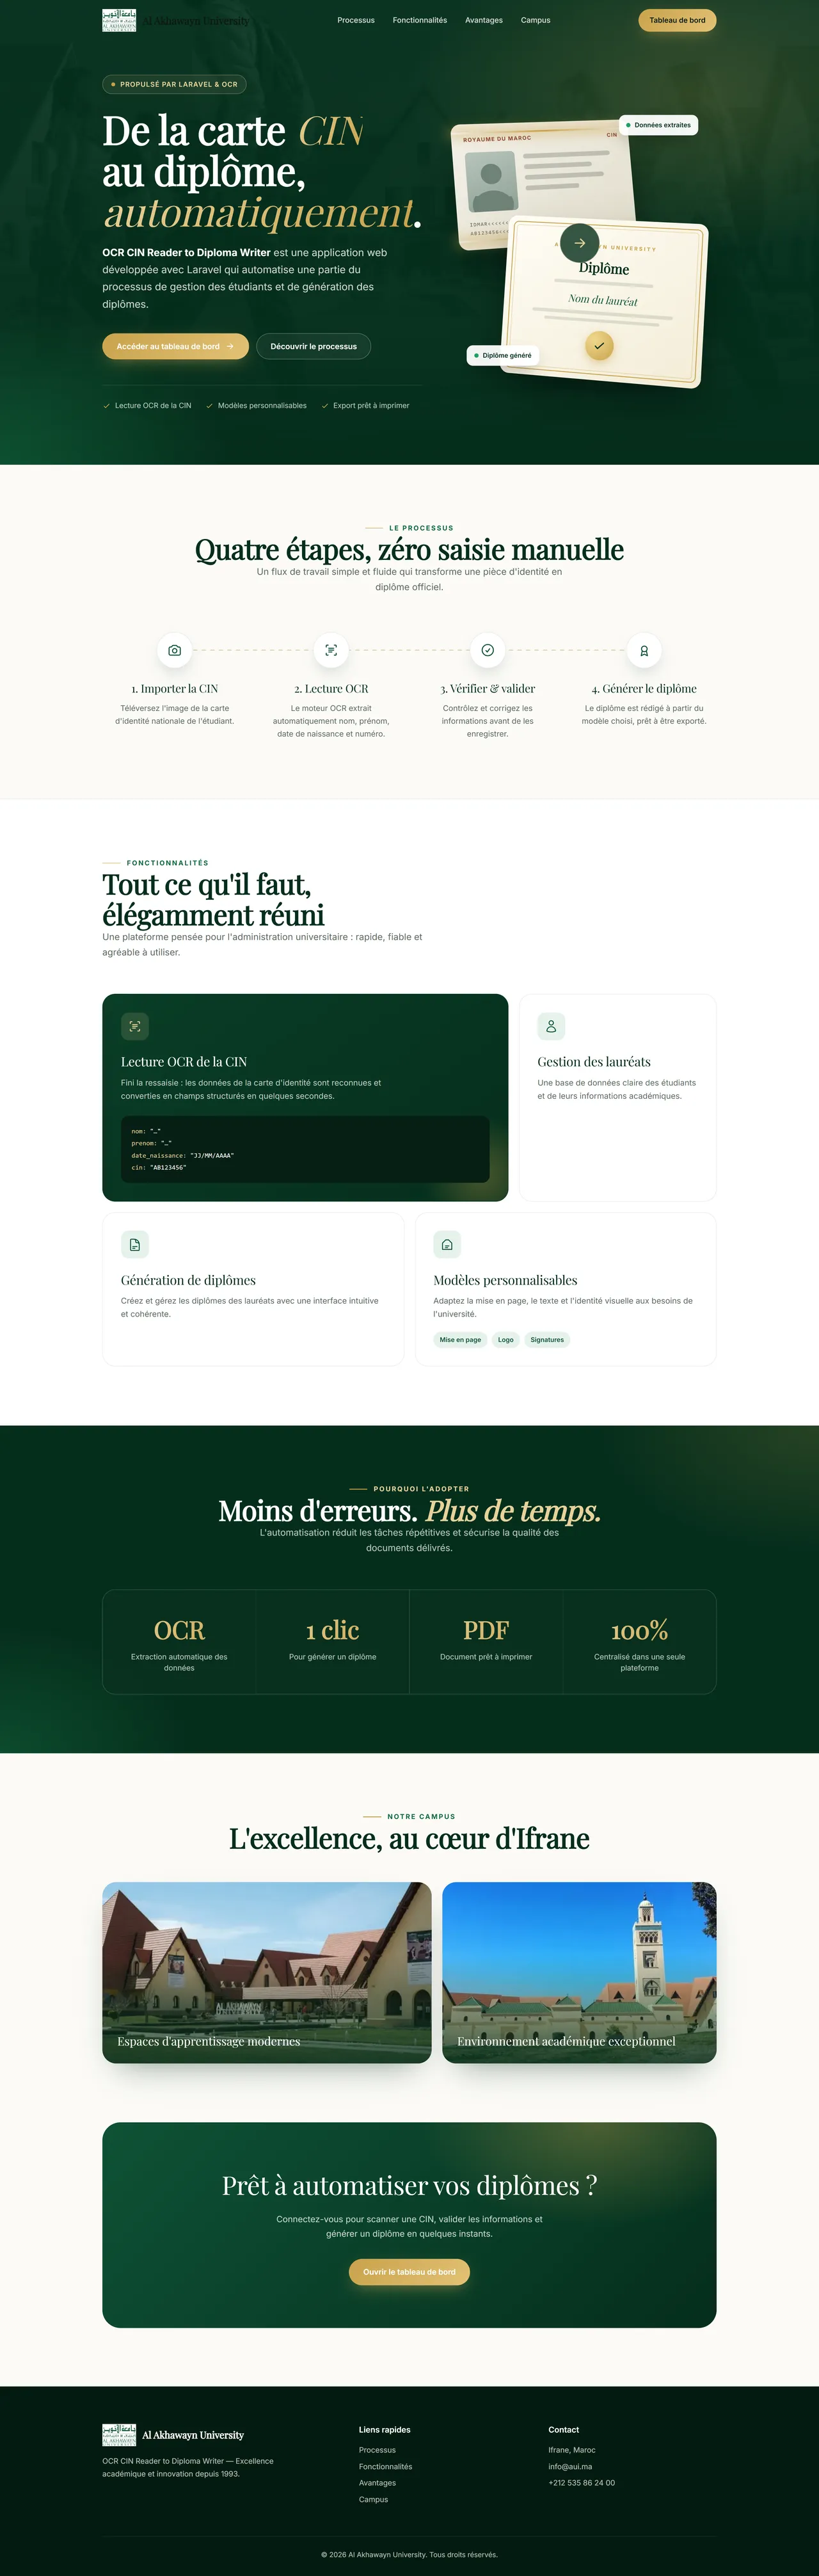 Al Akhawayn University
Processus
Fonctionnalités
Avantages
Campus
Tableau de bord
PROPULSÉ PAR LARAVEL & OCR
De la carte CIN
au diplôme,
automatiquement.
OCR CIN Reader to Diploma Writer est une application web
développée avec Laravel qui automatise une partie du
processus de gestion des étudiants et de génération des
diplômes.
Accéder au tableau de bord →
Découvrir le processus
Lecture OCR de la CIN
Modèles personnalisables
Export prêt à imprimer
ROYAUME DU MAROC
CIN
Données extraites
UNIVERSITY
Diplôme
Nom du lauréat
Diplôme généré
LE PROCESSUS
Quatre étapes, zéro saisie manuelle
Un flux de travail simple et fluide qui transforme une pièce d'identité en
diplôme officiel.
1. Importer la CIN
Téléversez l'image de la carte
d'identité nationale de l'étudiant.
2. Lecture OCR
Le moteur OCR extrait
automatiquement nom, prénom,
date de naissance et numéro.
3. Vérifier & valider
Contrôlez et corrigez les
informations avant de les
enregistrer.
4. Générer le diplôme
Le diplôme est rédigé à partir du
modèle choisi, prêt à être exporté.
FONCTIONNALITÉS
Tout ce qu'il faut,
élégamment réuni
Une plateforme pensée pour l'administration universitaire : rapide, fiable et
agréable à utiliser.
Lecture OCR de la CIN
Fini la ressaisie : les données de la carte d'identité sont reconnues et
converties en champs structurés en quelques secondes.
nom: "…"
prenom: "…"
date_naissance: "JJ/MM/AAAA"
cin: "AB123456"
Gestion des lauréats
Une base de données claire des étudiants
et de leurs informations académiques.
Génération de diplômes
Créez et gérez les diplômes des lauréats avec une interface intuitive
et cohérente.
Modèles personnalisables
Adaptez la mise en page, le texte et l'identité visuelle aux besoins de
l'université.
Mise en page
Logo
Signatures
POURQUOI L'ADOPTER
Moins d'erreurs. Plus de temps.
L'automatisation réduit les tâches répétitives et sécurise la qualité des
documents délivrés.
OCR
Extraction automatique des
données
1 clic
Pour générer un diplôme
PDF
Document prêt à imprimer
100%
Centralisé dans une seule
plateforme
NOTRE CAMPUS
L'excellence, au cœur d'Ifrane
Espaces d'apprentissage modernes
Environnement académique exceptionnel
Prêt à automatiser vos diplômes ?
Connectez-vous pour scanner une CIN, valider les informations et
générer un diplôme en quelques instants.
Ouvrir le tableau de bord
Al Akhawayn University
OCR CIN Reader to Diploma Writer — Excellence
académique et innovation depuis 1993.
Liens rapides
Processus
Fonctionnalités
Avantages
Campus
Contact
Ifrane, Maroc
info@aui.ma
+212 535 86 24 00
© 2026 Al Akhawayn University. Tous droits réservés.